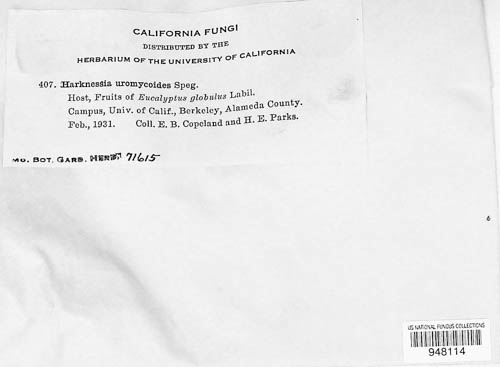 CALIFORNIA FUNGI
DISTRIBUTED BY THE
HERBARIUM OF THE UNIVERSITY OF CALIFORNIA
407. Harknessia uromycoides Speg.
Host, Fruits of Eucalyptus globulus Labil.
Campus, Univ. of Calif., Berkeley, Alameda County.
Feb., 1931. Coll. E. B. Copeland and H. E. Parks.
MO. BOT. GARD. HERB. 71615
US NATIONAL FUNGUS COLLECTIONS
948114